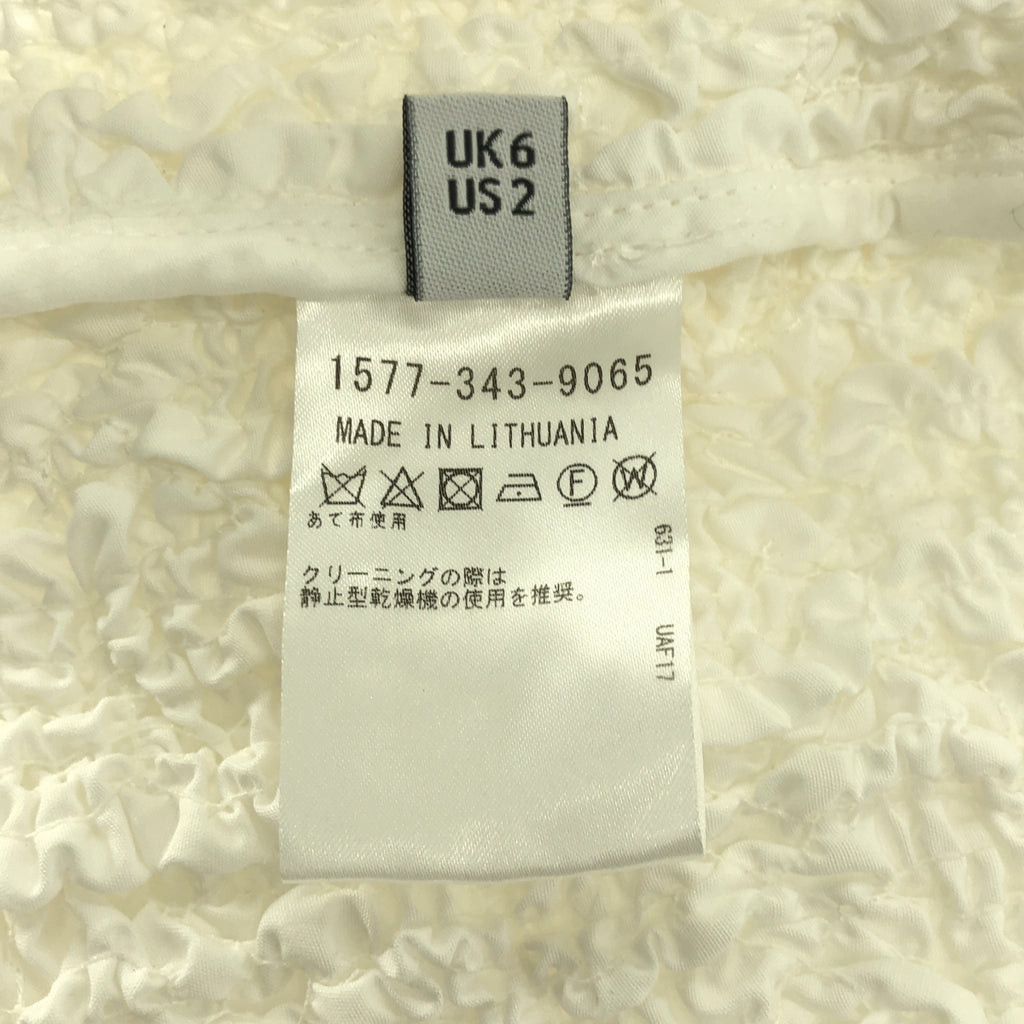 UK 6
US 2
1577-343-9065
MADE IN LITHUANIA
F
W
あて布使用
クリーニングの際は
静止型乾燥機の使用を推奨。
631-1
UAF17